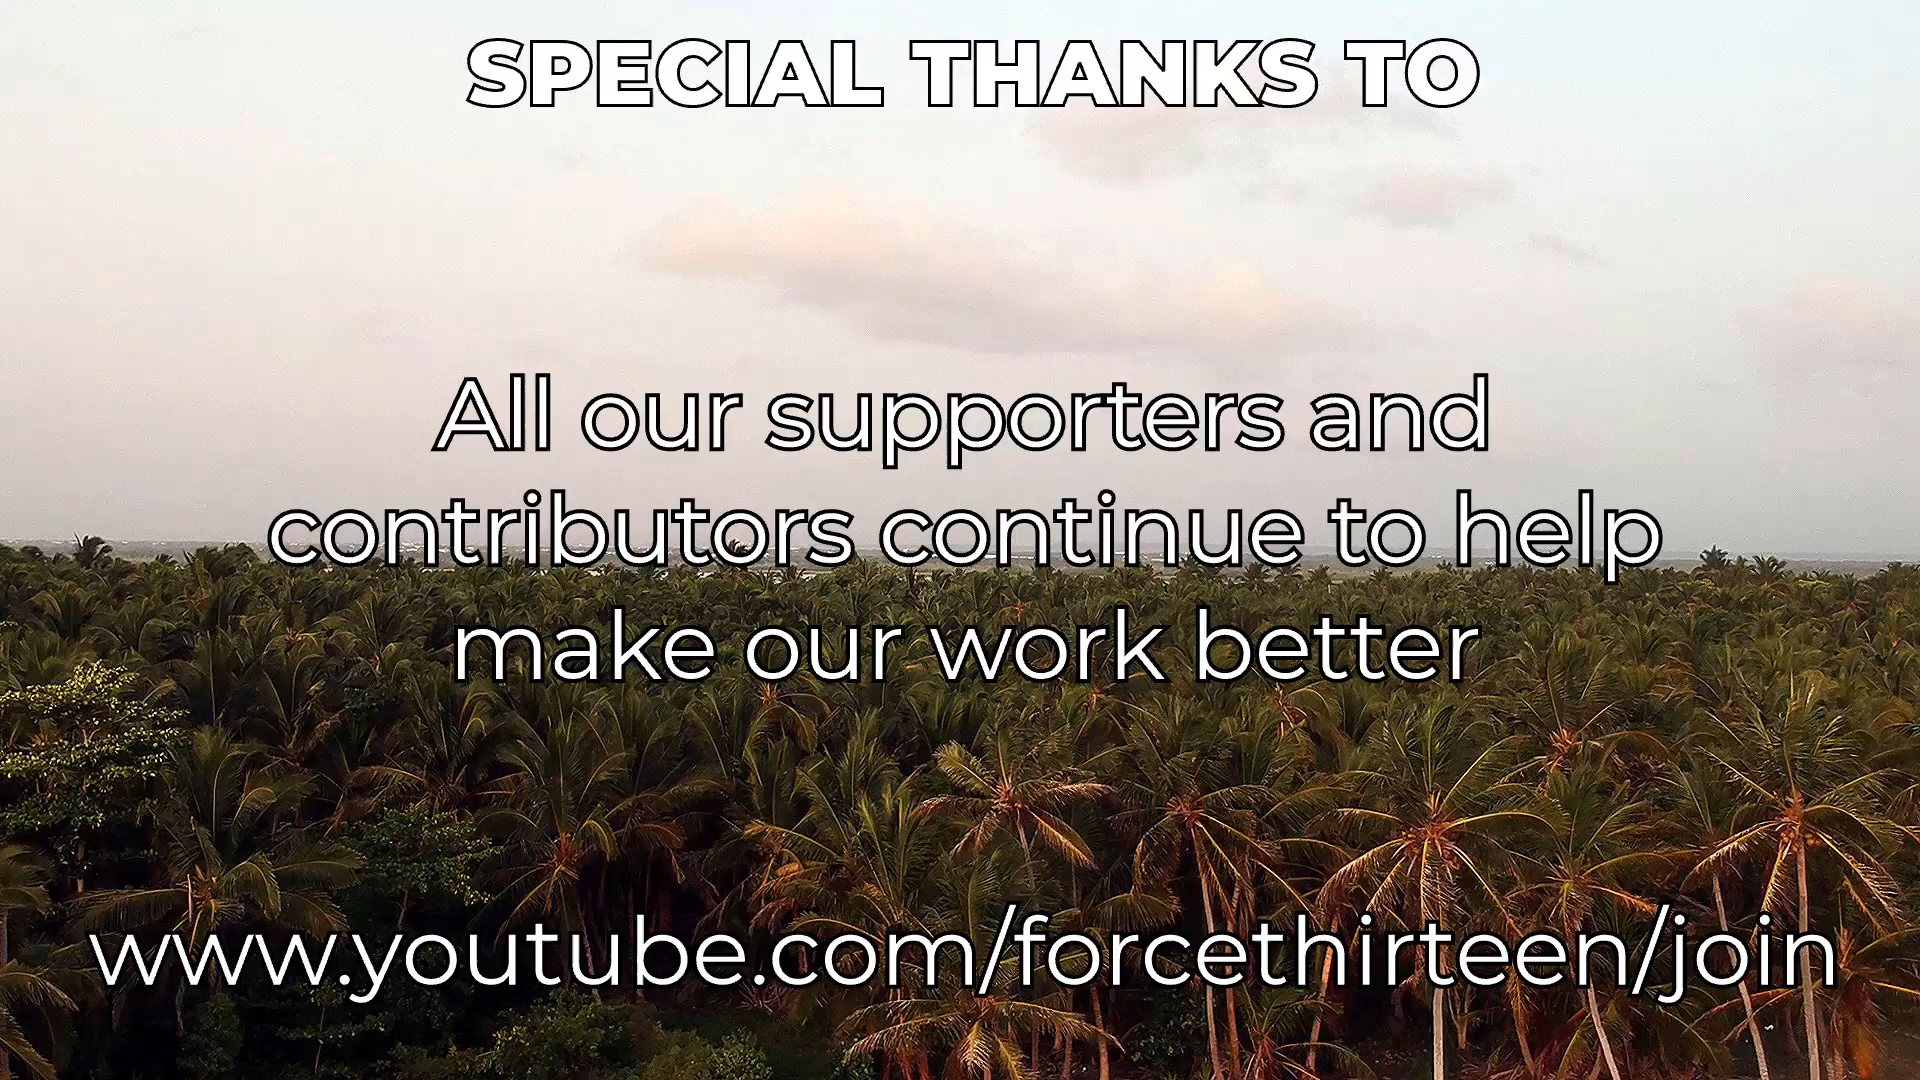 SPECIAL THANKS TO
All our supporters and
contributors continue to help
make our work better
www.youtube.com/forcethirteen/join